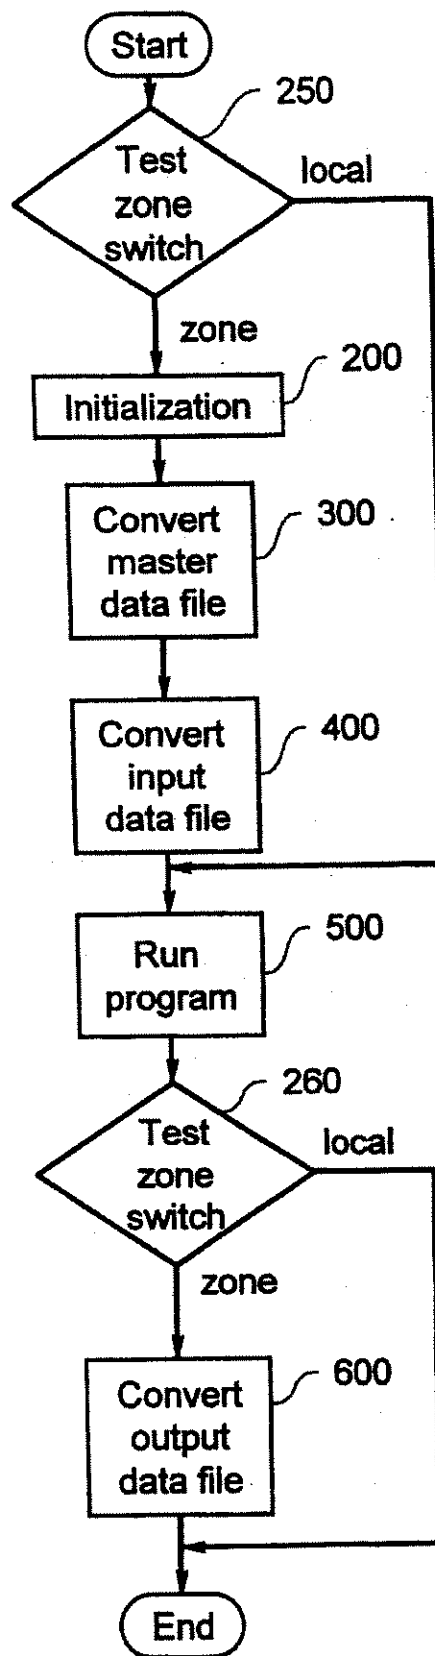 Start
250
Test
zone
switch
local
zone
200
Initialization
300
Convert
master
data file
400
Convert
input
data file
500
Run
program
260
Test
zone
switch
local
zone
600
Convert
output
data file
End